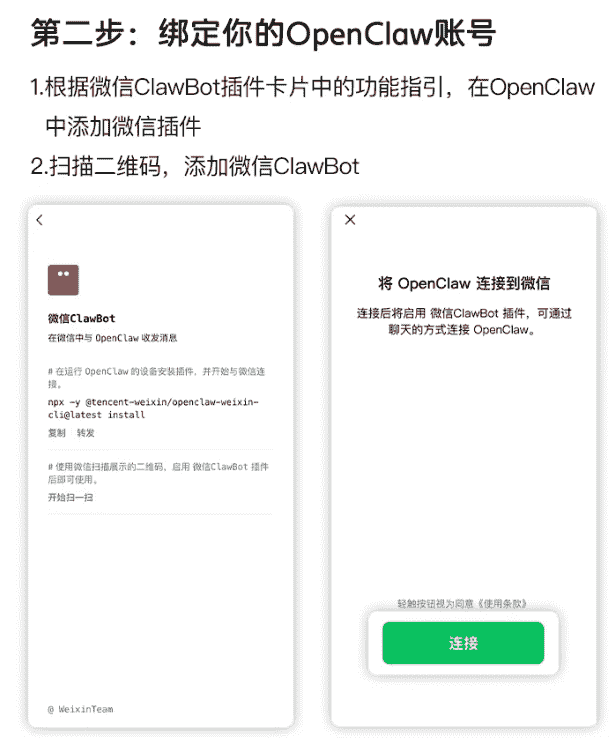 第二步：绑定你的OpenClaw账号
1.根据微信ClawBot插件卡片中的功能指引，在OpenClaw
中添加微信插件
2.扫描二维码，添加微信ClawBot
微信ClawBot
在微信中与 OpenClaw 收发消息
# 在运行 OpenClaw 的设备安装插件，并开始与微信连
接。
npx -y @tencent-weixin/openclaw-weixin-
cli@latest install
复制 转发
# 使用微信扫描展示的二维码，启用 微信ClawBot 插件
后即可使用。
开始扫一扫
@ WeixinTeam
将 OpenClaw 连接到微信
连接后将启用 微信ClawBot 插件，可通过
聊天的方式连接 OpenClaw。
轻触按钮视为同意《使用条款》
连接